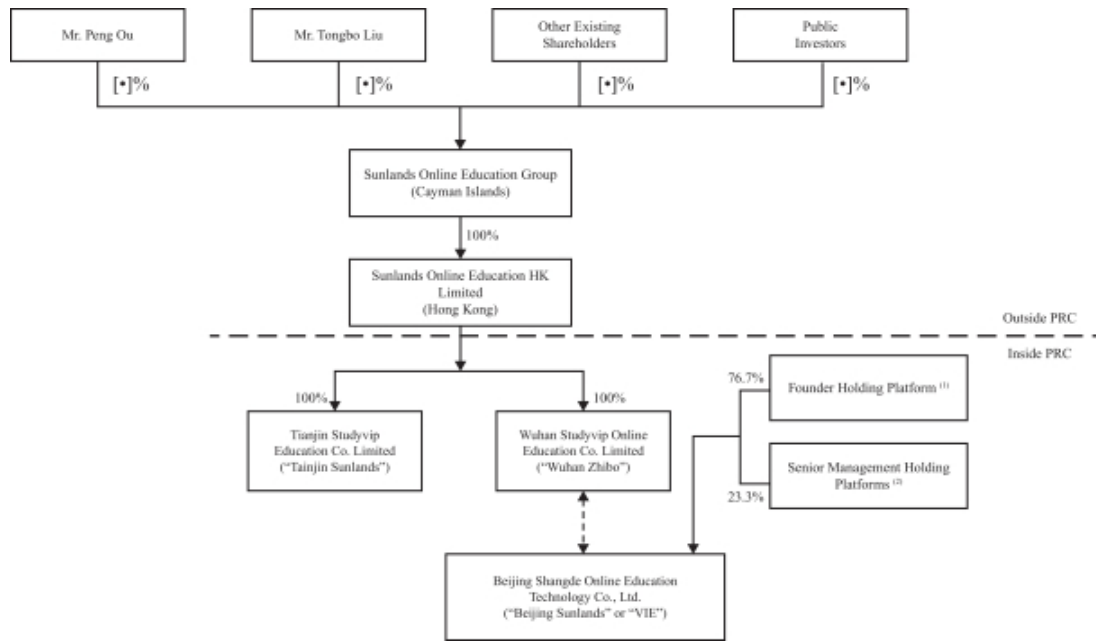 Mr. Peng Ou
Mr. Tongbo Liu
Other Existing
Shareholders
Public
Investors
[•]%
[•]%
[•]%
[•]%
Sunlands Online Education Group
(Cayman Islands)
100%
Sunlands Online Education HK
Limited
(Hong Kong)
Outside PRC
Inside PRC
76.7%
Founder Holding Platform (1)
100%
100%
Tianjin Studyvip
Education Co. Limited
(“Tainjin Sunlands”)
Wuhan Studyvip Online
Education Co. Limited
(“Wuhan Zhibo”)
Senior Management Holding
Platforms (2)
23.3%
Beijing Shangde Online Education
Technology Co., Ltd.
(“Beijing Sunlands” or “VIE”)